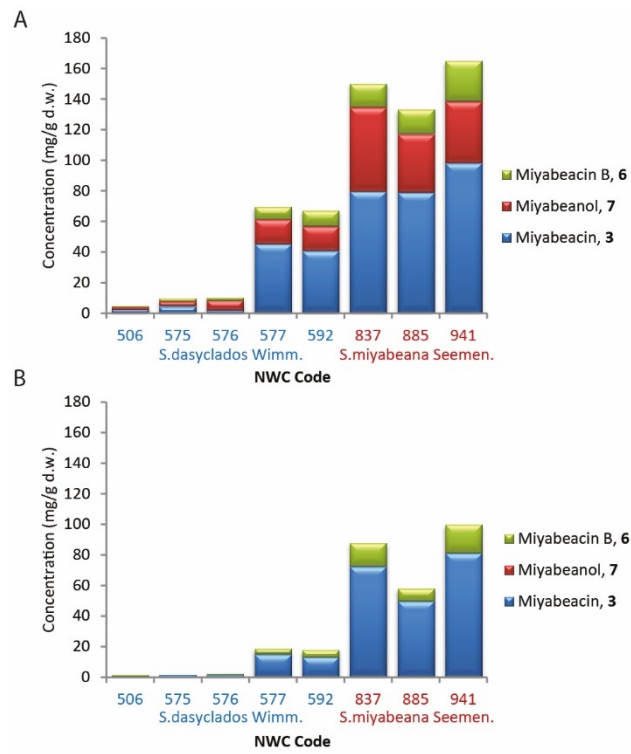 A
180
160
140
120
100
80
60
40
20
0
Concentration (mg/g d.w.)
Miyabeacin B, 6
Miyabeanol, 7
Miyabeacin, 3
506 575 576 577 592 837 885 941
S.dasyclados Wimm. S.miyabeana Seemen.
NWC Code
B
180
160
140
120
100
80
60
40
20
0
Concentration (mg/g d.w.)
Miyabeacin B, 6
Miyabeanol, 7
Miyabeacin, 3
506 575 576 577 592 837 885 941
S.dasyclados Wimm. S.miyabeana Seemen.
NWC Code